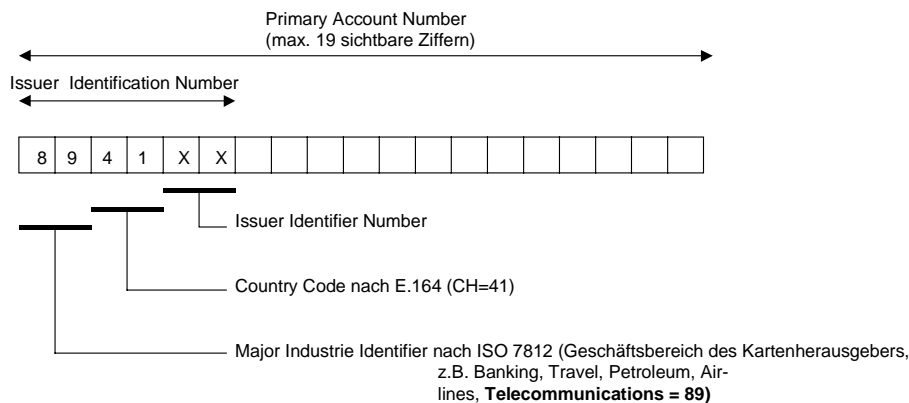 Primary Account Number
(max. 19 sichtbare Ziffern)
Issuer Identification Number
8 9 4 1 X X
Issuer Identifier Number
Country Code nach E.164 (CH=41)
Major Industrie Identifier nach ISO 7812 (Geschäftsbereich des Kartenherausgebers,
z.B. Banking, Travel, Petroleum, Air-
lines, Telecommunications = 89)